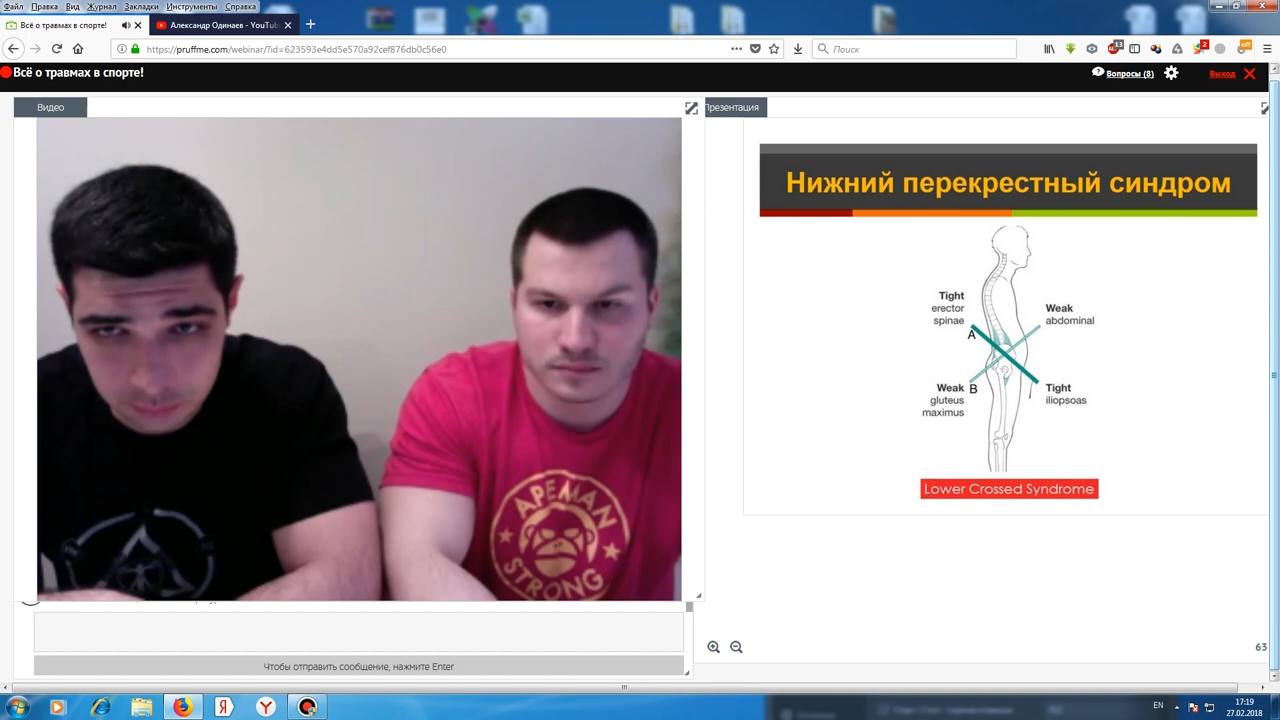 Файл Правка Вид Журнал Закладки Инструменты Справка
Всё о травмах в спорте!
Александр Одинаев - YouTube
https://pruffme.com/webinar/?id=623593e4dd5e570a92cef876db0c56e0
Поиск
13
2
off
Всё о травмах в спорте!
Вопросы (8)
Выход
Видео
Презентация
Нижний перекрестный синдром
Tight
erector
spinae
Weak
abdominal
A
B
Weak
gluteus
maximus
Tight
iliopsoas
Lower Crossed Syndrome
APEMAN
STRONG
63
Чтобы отправить сообщение, нажмите Enter
EN
17:19
27.02.2018